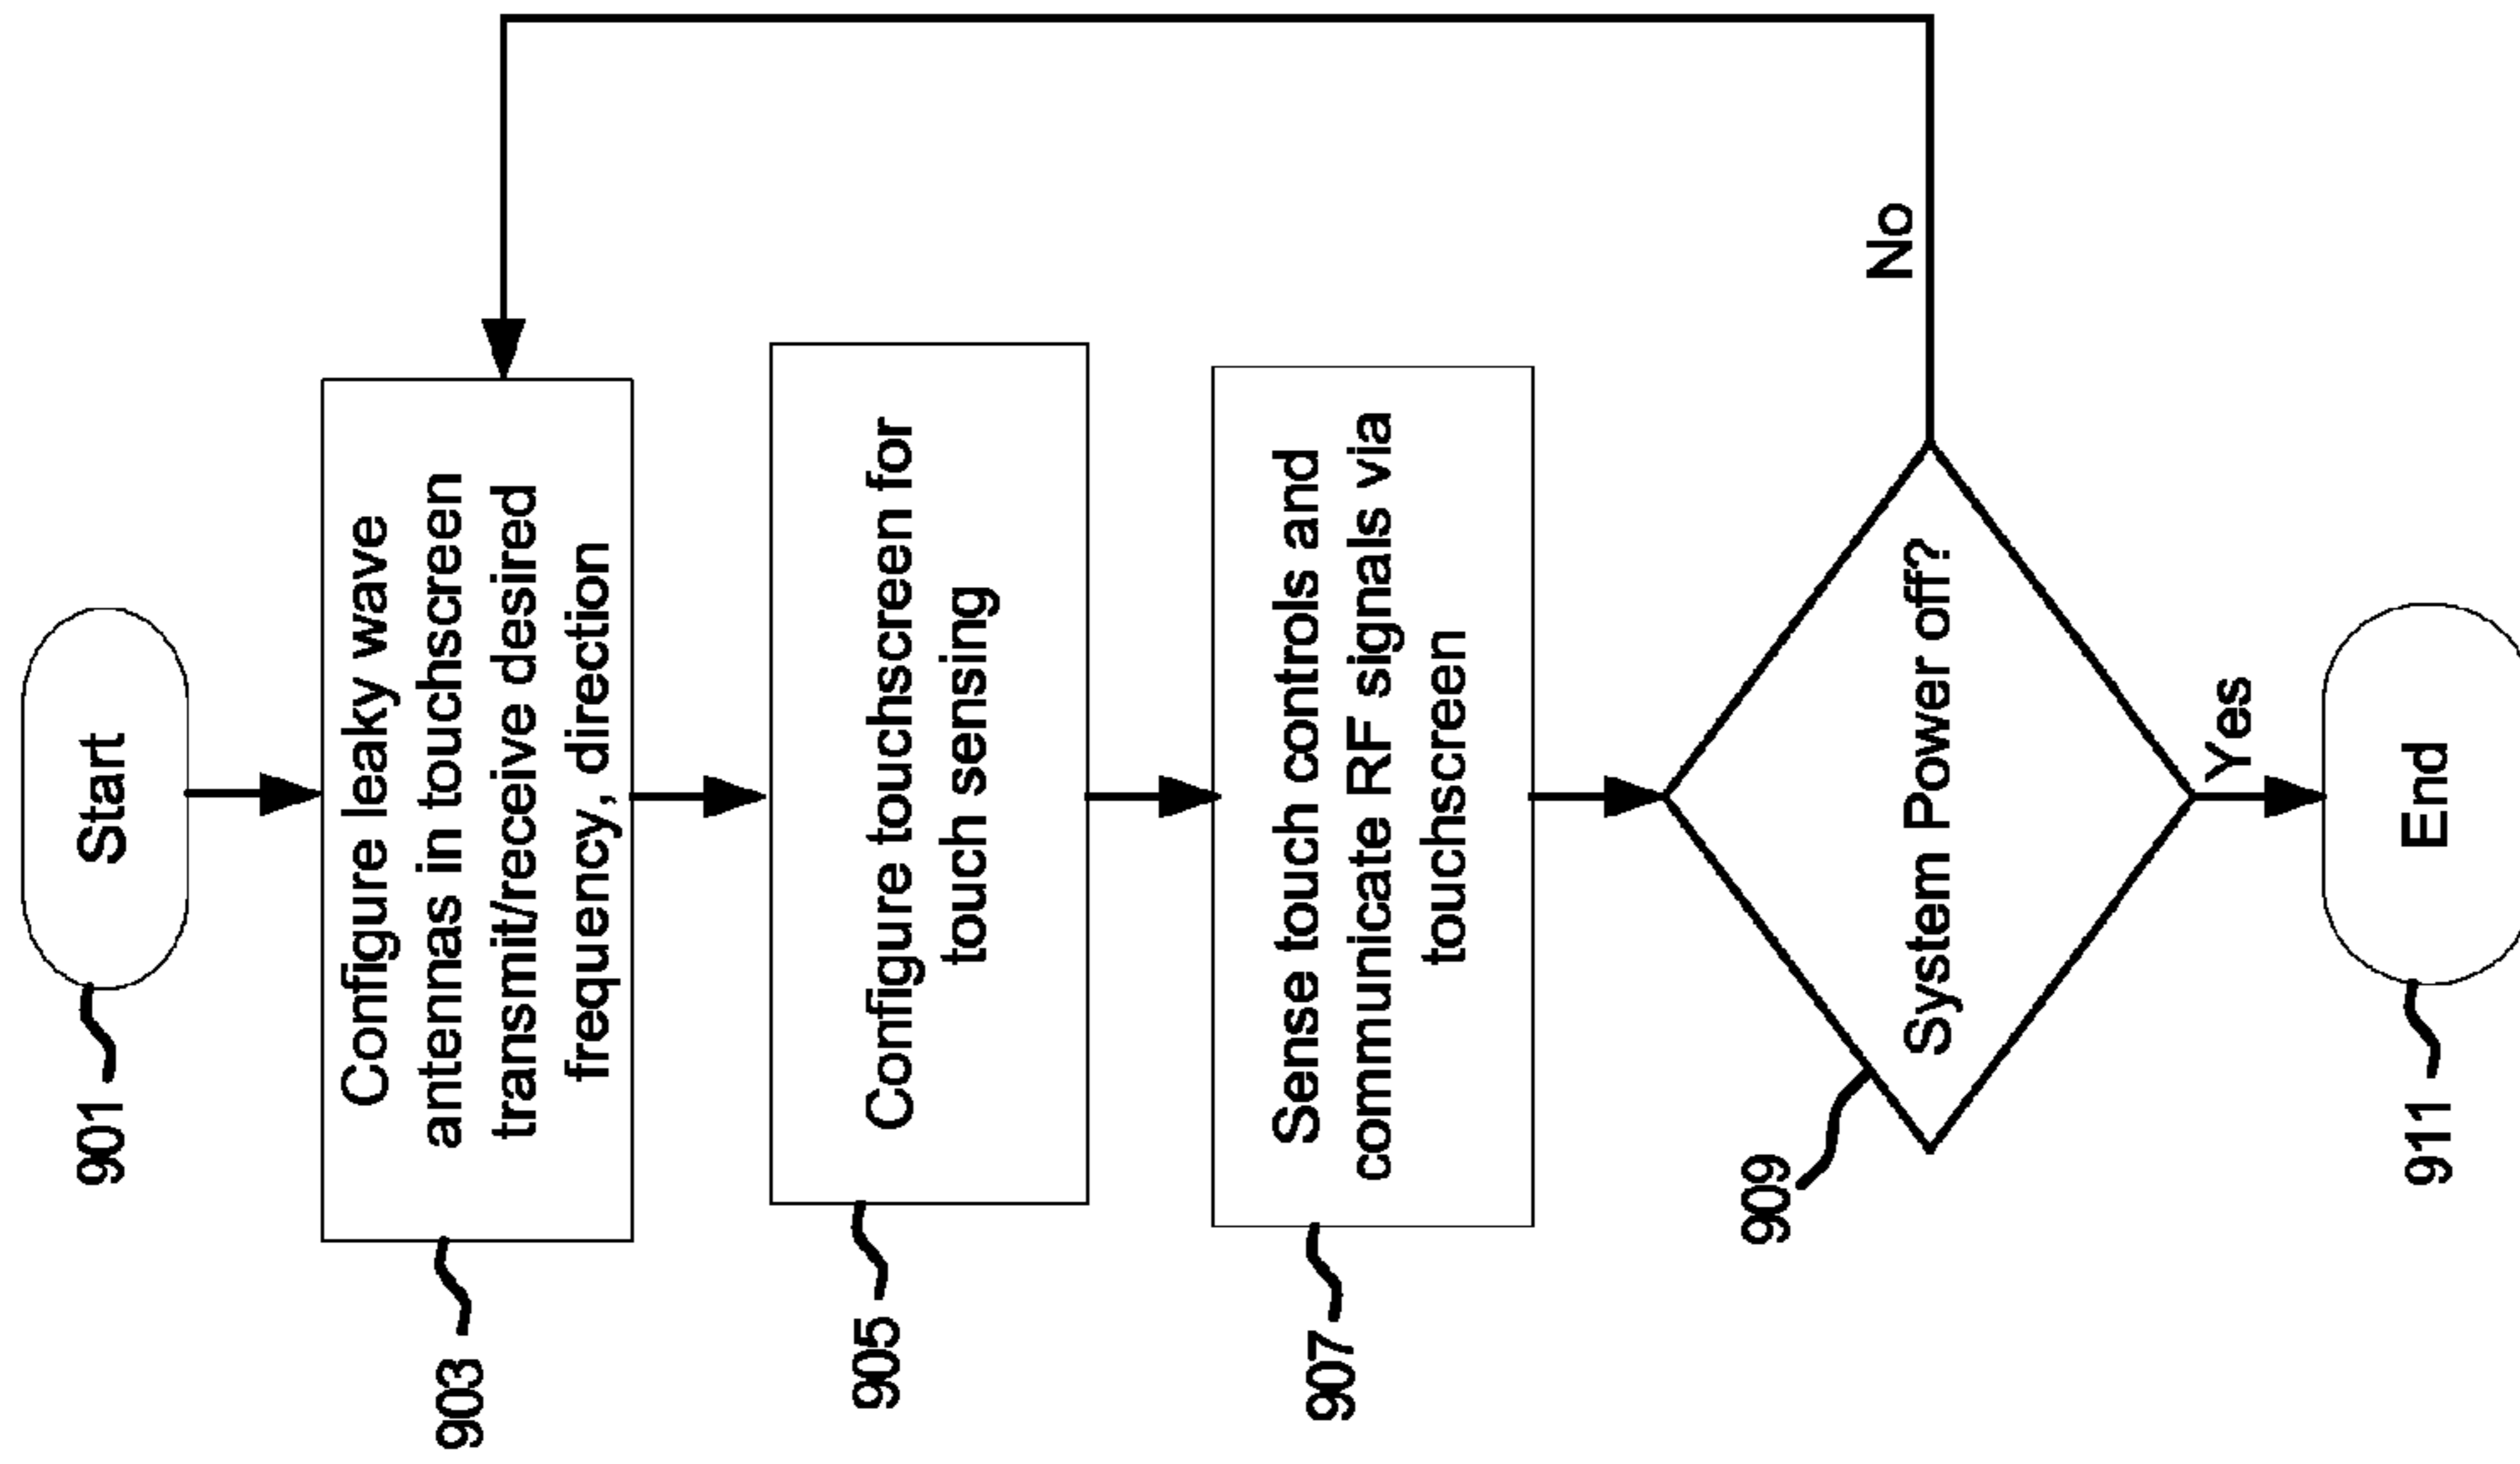 901
Start
903
Configure leaky wave
antennas in touchscreen
transmit/receive desired
frequency, direction
905
Configure touchscreen for
touch sensing
907
Sense touch controls and
communicate RF signals via
touchscreen
909
System Power off?
No
Yes
911
End